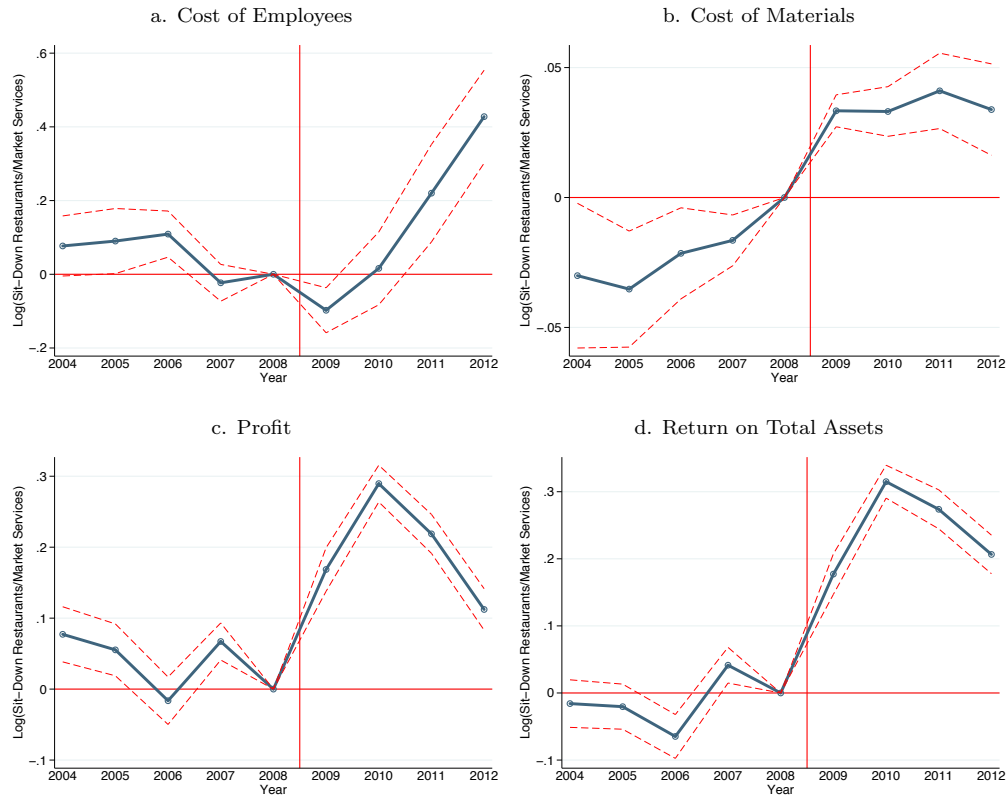 a. Cost of Employees
Log(Sit−Down Restaurants/Market Services)
.6
.4
.2
0
−.2
2004 2005 2006 2007 2008 2009 2010 2011 2012
Year
b. Cost of Materials
Log(Sit−Down Restaurants/Market Services)
.05
0
−.05
2004 2005 2006 2007 2008 2009 2010 2011 2012
Year
c. Profit
Log(Sit−Down Restaurants/Market Services)
.3
.2
.1
0
−.1
2004 2005 2006 2007 2008 2009 2010 2011 2012
Year
d. Return on Total Assets
Log(Sit−Down Restaurants/Market Services)
.3
.2
.1
0
−.1
2004 2005 2006 2007 2008 2009 2010 2011 2012
Year